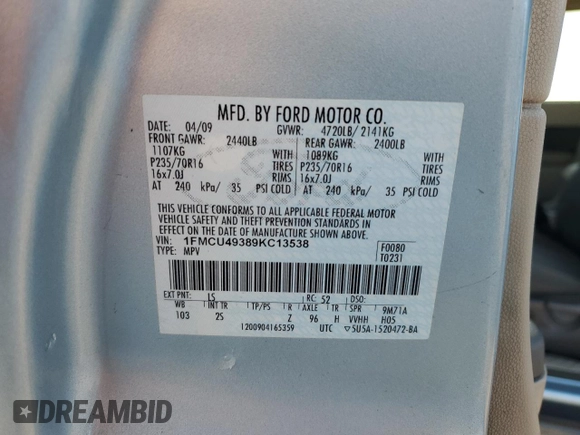 MFD. BY FORD MOTOR CO.
DATE: 04/09 GVWR: 4720LB/ 2141KG
FRONT GAWR: 2440LB REAR GAWR: 2400LB
1107KG WITH 1089KG WITH
P235/70R16 TIRES P235/70R16 TIRES
16x7.0J RIMS 16x7.0J RIMS
AT 240 kPa/ 35 PSI COLD AT 240 kPa/ 35 PSI COLD
THIS VEHICLE CONFORMS TO ALL APPLICABLE FEDERAL MOTOR
VEHICLE SAFETY AND THEFT PREVENTION STANDARDS IN
EFFECT ON THE DATE OF MANUFACTURE SHOWN ABOVE.
VIN: 1FMCU49389KC13538 F0080
TYPE: MPV T0231
EXT PNT: LS RC: 52 DSO:
WB INT TR TP/PS R AXLE TR SPR 9M71A
103 2S Z 96 H VVHH H05
1200904165359 UTC ▽5U5A-1520472-BA
DREAMBID